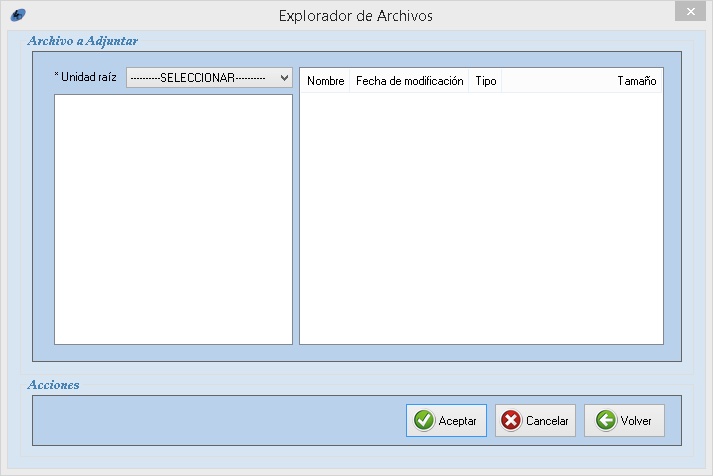 Explorador de Archivos
Archivo a Adjuntar
* Unidad raíz
----------SELECCIONAR----------
Nombre Fecha de modificación Tipo Tamaño
Acciones
Aceptar Cancelar Volver